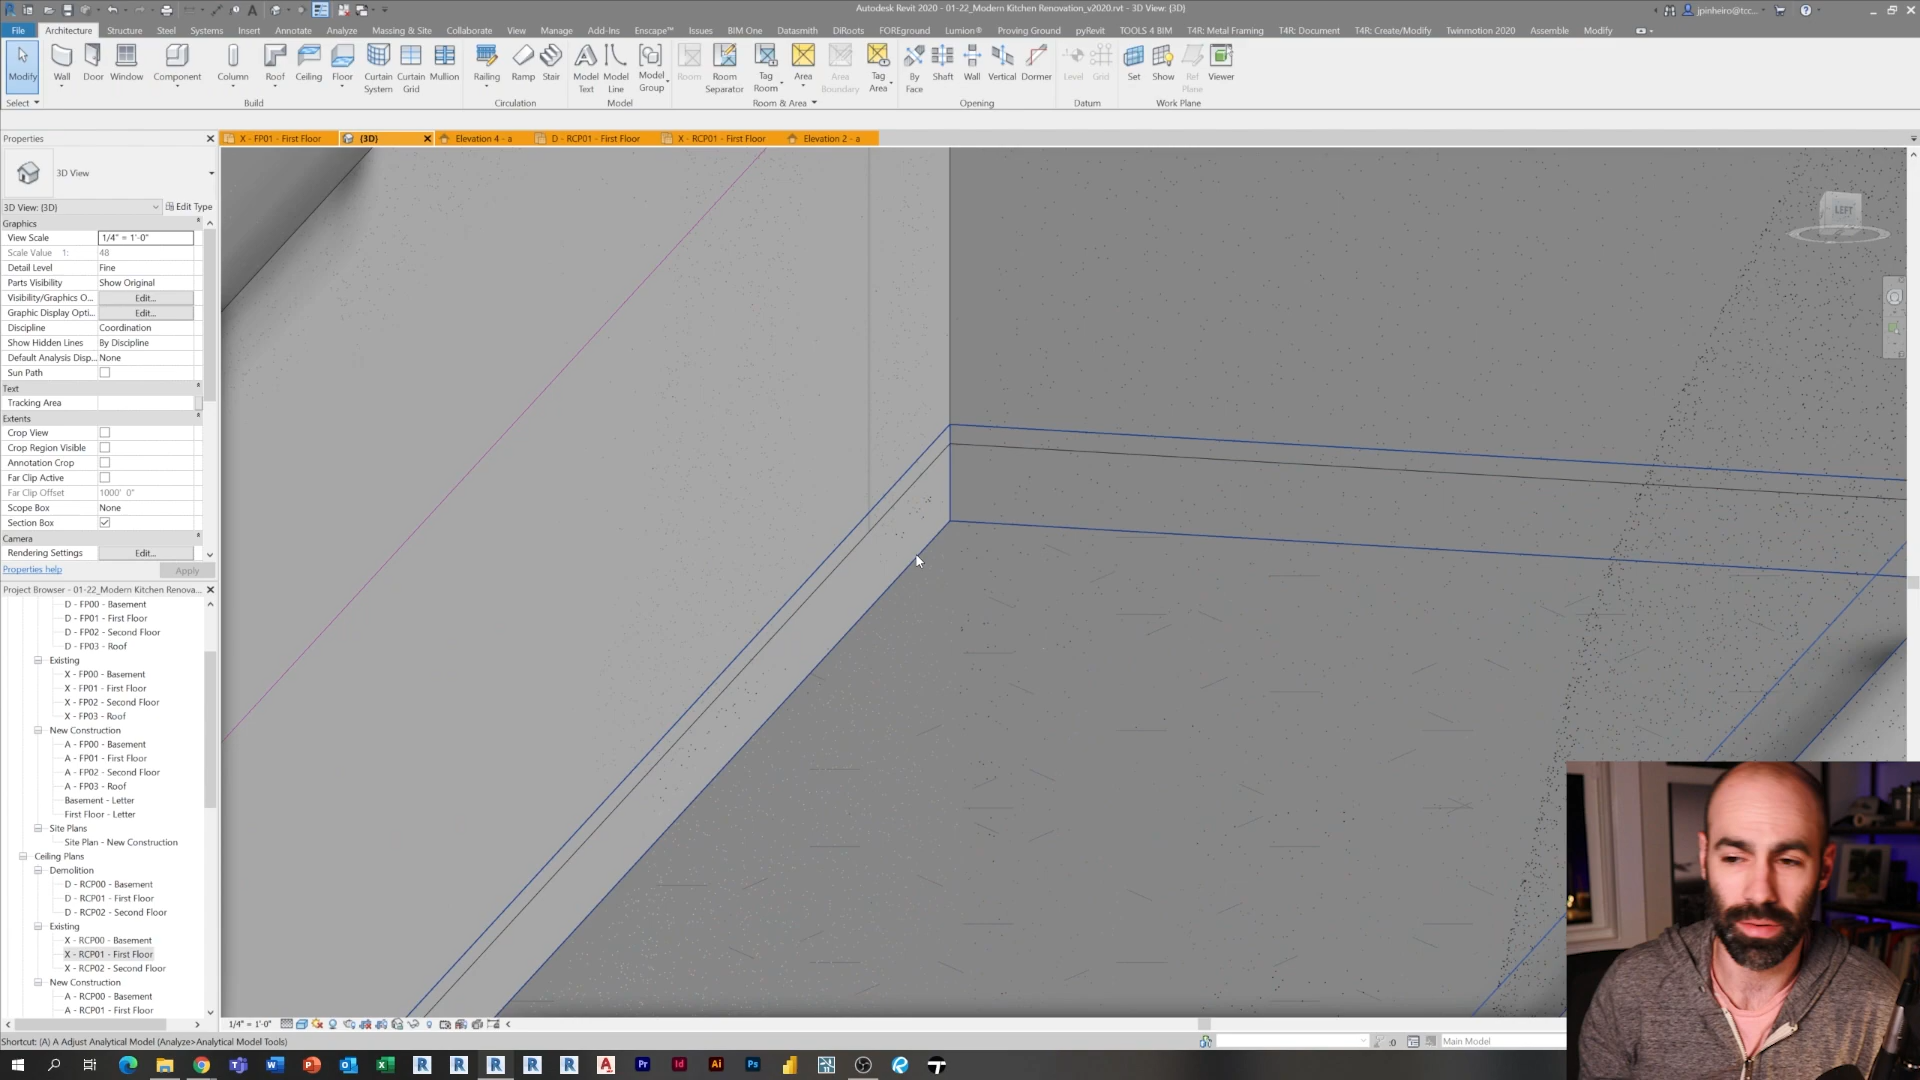 Autodesk Revit 2020 - 01-22_Modern Kitchen Renovation_v2020.rvt - 3D View: {3D}
jpinheiro@tcc...
File Architecture Structure Steel Systems Insert Annotate Analyze Massing & Site Collaborate View Manage Add-Ins Enscape™ Issues BIM One Datasmith DiRoots FOREground Lumion® Proving Ground pyRevit TOOLS 4 BIM T4R: Metal Framing T4R: Document T4R: Create/Modify Twinmotion 2020 Assemble Modify
Modify Wall Door Window Component Column Roof Ceiling Floor Curtain System Curtain Grid Mullion Railing Ramp Stair Model Text Model Line Model Group Room Room Separator Tag Room Area Area Boundary Tag Area By Face Shaft Wall Vertical Dormer Level Grid Set Show Ref Plane Viewer
Select Build Circulation Model Room & Area Opening Datum Work Plane
Properties
X - FP01 - First Floor {3D} Elevation 4 - a D - RCP01 - First Floor X - RCP01 - First Floor Elevation 2 - a
3D View
3D View: {3D} Edit Type
Graphics
View Scale 1/4" = 1'-0"
Scale Value 1: 48
Detail Level Fine
Parts Visibility Show Original
Visibility/Graphics O... Edit...
Graphic Display Opti... Edit...
Discipline Coordination
Show Hidden Lines By Discipline
Default Analysis Disp... None
Sun Path
Text
Tracking Area
Extents
Crop View
Crop Region Visible
Annotation Crop
Far Clip Active
Far Clip Offset 1000' 0"
Scope Box None
Section Box
Camera
Rendering Settings Edit...
Properties help Apply
Project Browser - 01-22_Modern Kitchen Renova...
D - FP00 - Basement
D - FP01 - First Floor
D - FP02 - Second Floor
D - FP03 - Roof
Existing
X - FP00 - Basement
X - FP01 - First Floor
X - FP02 - Second Floor
X - FP03 - Roof
New Construction
A - FP00 - Basement
A - FP01 - First Floor
A - FP02 - Second Floor
A - FP03 - Roof
Basement - Letter
First Floor - Letter
Site Plans
Site Plan - New Construction
Ceiling Plans
Demolition
D - RCP00 - Basement
D - RCP01 - First Floor
D - RCP02 - Second Floor
Existing
X - RCP00 - Basement
X - RCP01 - First Floor
X - RCP02 - Second Floor
New Construction
A - RCP00 - Basement
A - RCP01 - First Floor
LEFT
1/4" = 1'-0"
Shortcut: (A) A Adjust Analytical Model (Analyze>Analytical Model Tools)
:0 Main Model